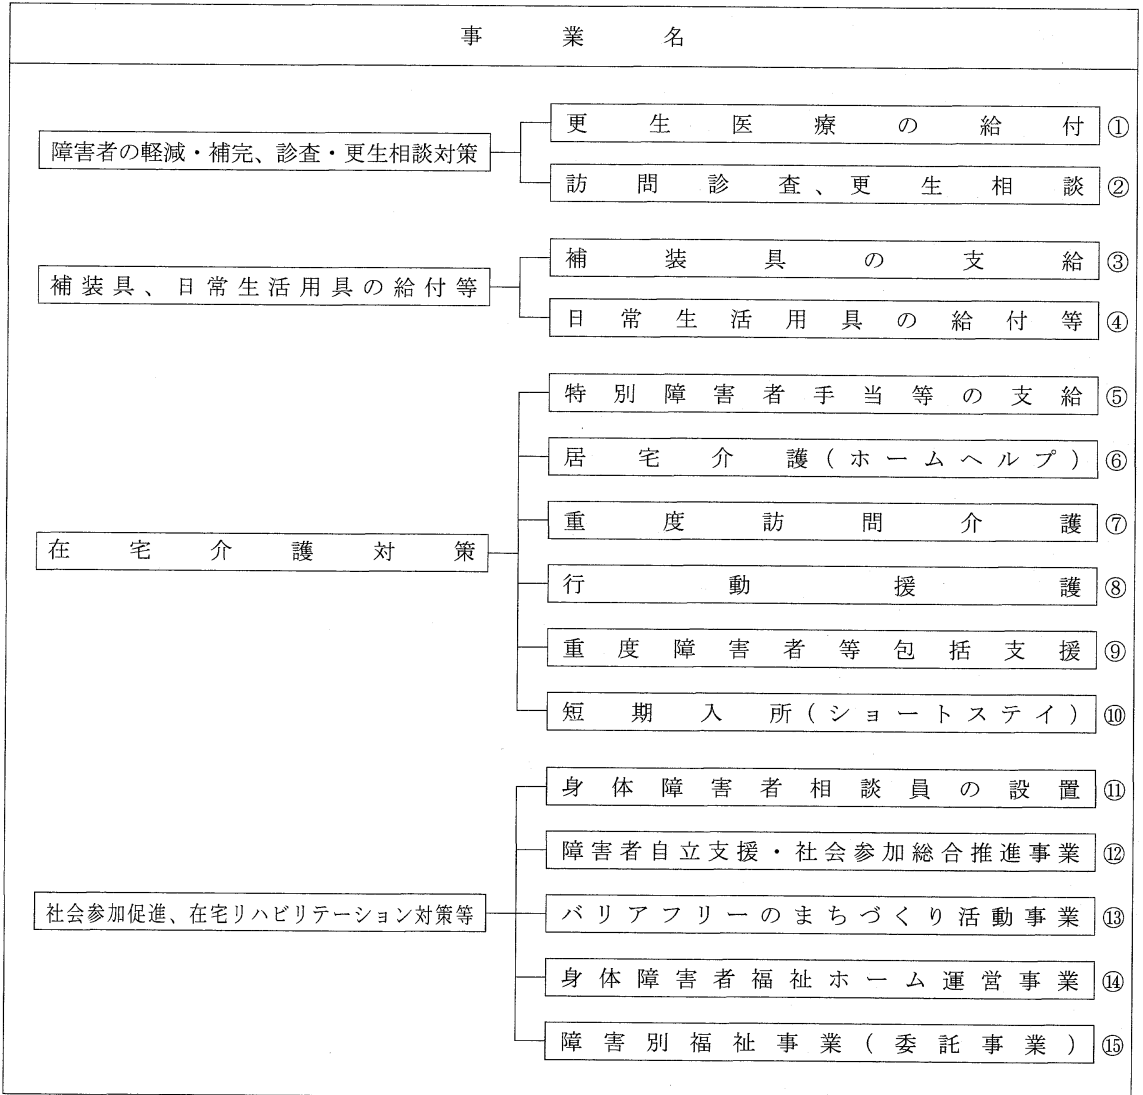 事業名
障害者の軽減・補完、診査・更生相談対策
更生医療の給付①
訪問診査、更生相談②
補装具、日常生活用具の給付等
補装具の支給③
日常生活用具の給付等④
在宅介護対策
特別障害者手当等の支給⑤
居宅介護(ホームヘルプ)⑥
重度訪問介護⑦
行動援護⑧
重度障害者等包括支援⑨
短期入所(ショートステイ)⑩
社会参加促進、在宅リハビリテーション対策等
身体障害者相談員の設置⑪
障害者自立支援・社会参加総合推進事業⑫
バリアフリーのまちづくり活動事業⑬
身体障害者福祉ホーム運営事業⑭
障害別福祉事業(委託事業)⑮